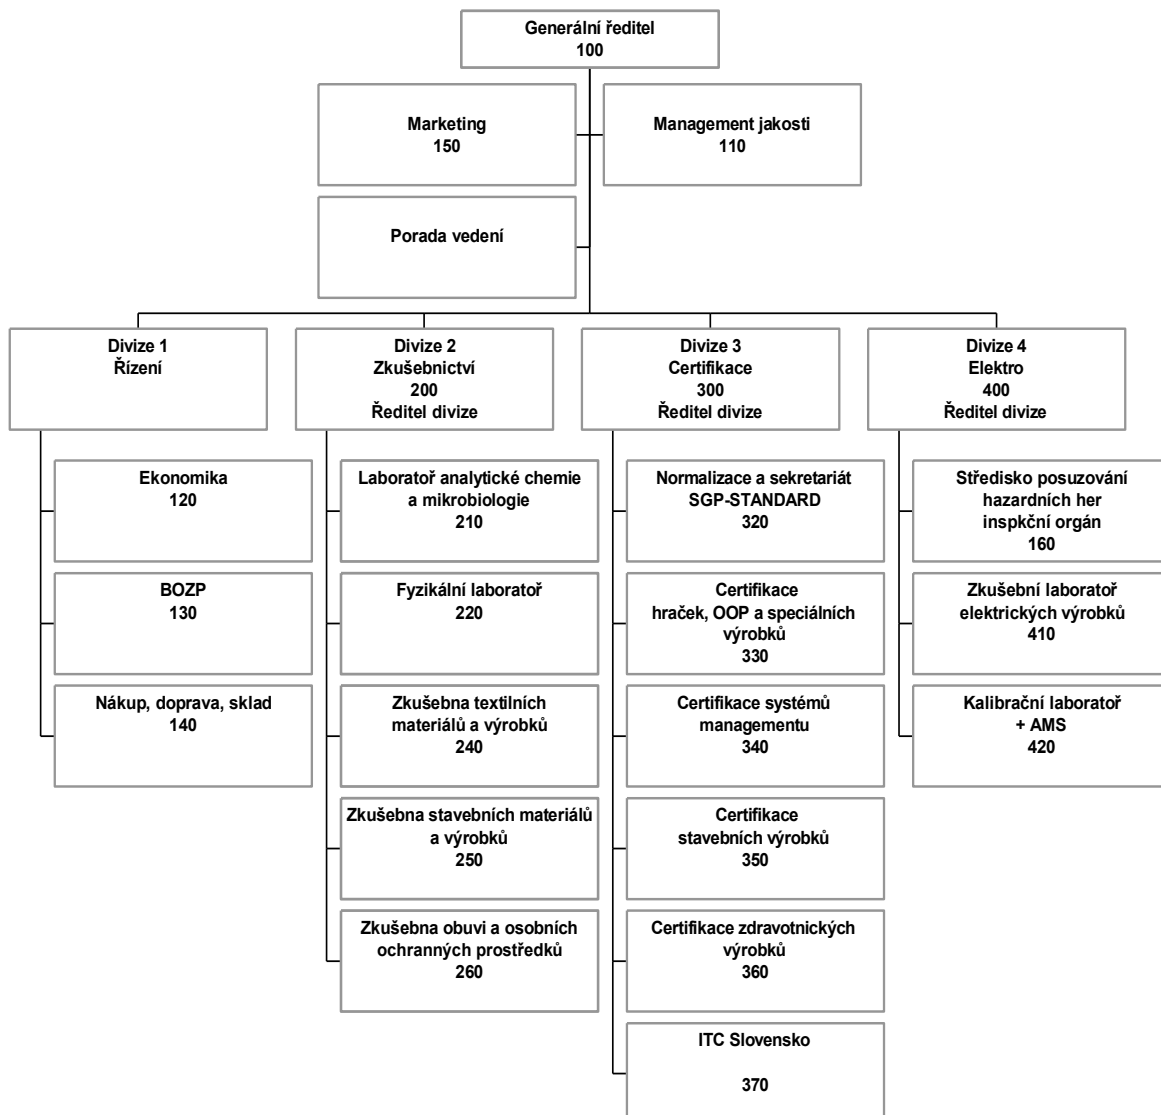 Generální ředitel
100
Marketing
150
Management jakosti
110
Porada vedení
Divize 1
Řízení
Divize 2
Zkušebnictví
200
Ředitel divize
Divize 3
Certifikace
300
Ředitel divize
Divize 4
Elektro
400
Ředitel divize
Ekonomika
120
BOZP
130
Nákup, doprava, sklad
140
Laboratoř analytické chemie
a mikrobiologie
210
Fyzikální laboratoř
220
Zkušebna textilních
materiálů a výrobků
240
Zkušebna stavebních materiálů
a výrobků
250
Zkušebna obuvi a osobních
ochranných prostředků
260
Normalizace a sekretariát
SGP-STANDARD
320
Certifikace
hraček, OOP a speciálních
výrobků
330
Certifikace systémů
managementu
340
Certifikace
stavebních výrobků
350
Certifikace zdravotnických
výrobků
360
ITC Slovensko
370
Středisko posuzování
hazardních her
inspkční orgán
160
Zkušební laboratoř
elektrických výrobků
410
Kalibrační laboratoř
+ AMS
420